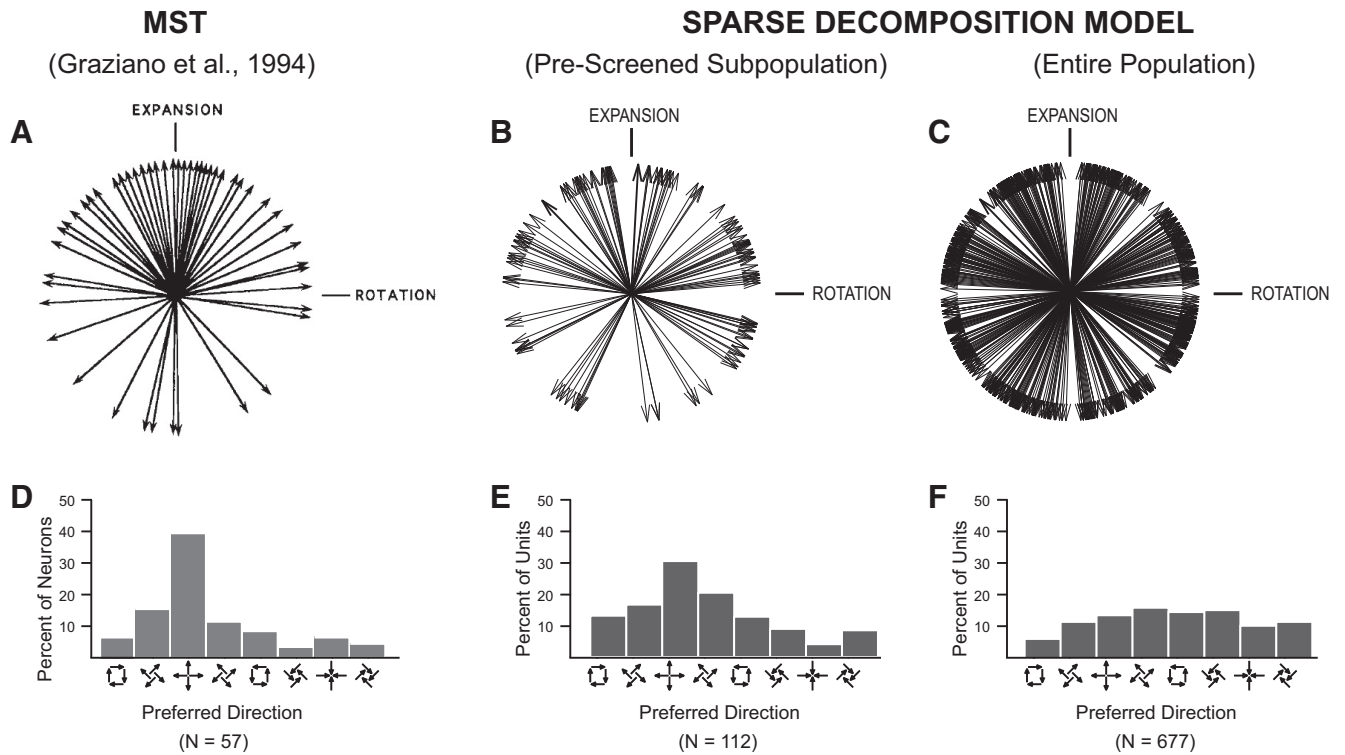 MST
SPARSE DECOMPOSITION MODEL
(Graziano et al., 1994)
(Pre-Screened Subpopulation)
(Entire Population)
A
EXPANSION
ROTATION
B
EXPANSION
ROTATION
C
EXPANSION
ROTATION
D
Percent of Neurons
50
40
30
20
10
Preferred Direction
(N = 57)
E
Percent of Units
50
40
30
20
10
Preferred Direction
(N = 112)
F
Percent of Units
50
40
30
20
10
Preferred Direction
(N = 677)